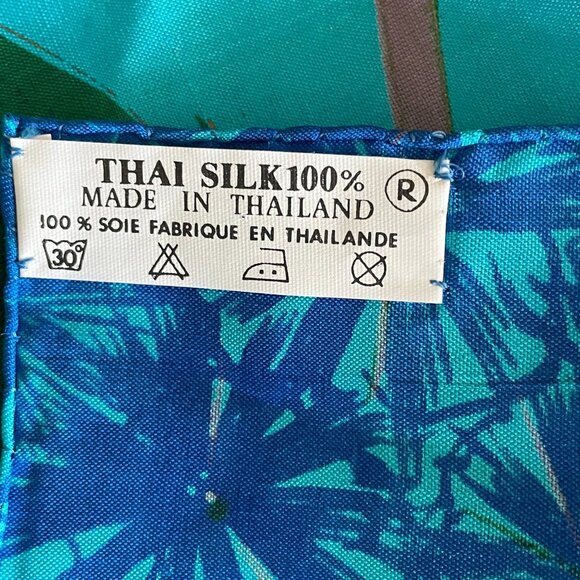 THAI SILK100% ®
MADE IN THAILAND
100 % SOIE FABRIQUE EN THAILANDE
30°